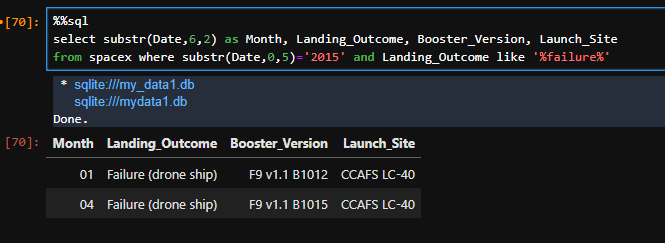 [70]: %%sql
select substr(Date,6,2) as Month, Landing_Outcome, Booster_Version, Launch_Site
from spacex where substr(Date,0,5)='2015' and Landing_Outcome like '%failure%'
* sqlite:///my_data1.db
sqlite:///mydata1.db
Done.
[70]: Month Landing_Outcome Booster_Version Launch_Site
01 Failure (drone ship) F9 v1.1 B1012 CCAFS LC-40
04 Failure (drone ship) F9 v1.1 B1015 CCAFS LC-40